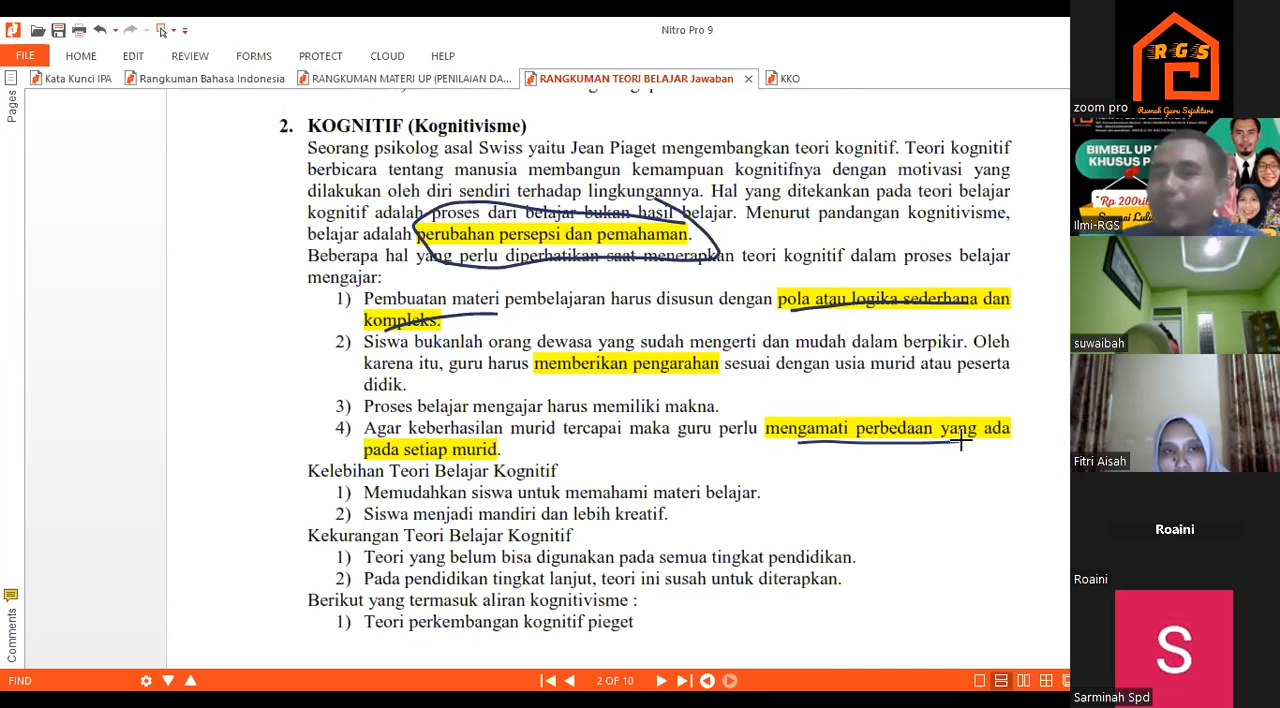 Nitro Pro 9
FILE HOME EDIT REVIEW FORMS PROTECT CLOUD HELP
Kata Kunci IPA Rangkuman Bahasa Indonesia RANGKUMAN MATERI UP (PENILAIAN DA... RANGKUMAN TEORI BELAJAR Jawaban KKO
Pages
2. KOGNITIF (Kognitivisme)
Seorang psikolog asal Swiss yaitu Jean Piaget mengembangkan teori kognitif. Teori kognitif
berbicara tentang manusia membangun kemampuan kognitifnya dengan motivasi yang
dilakukan oleh diri sendiri terhadap lingkungannya. Hal yang ditekankan pada teori belajar
kognitif adalah proses dari belajar bukan hasil belajar. Menurut pandangan kognitivisme,
belajar adalah perubahan persepsi dan pemahaman.
Beberapa hal yang perlu diperhatikan saat menerapkan teori kognitif dalam proses belajar
mengajar:
1) Pembuatan materi pembelajaran harus disusun dengan pola atau logika sederhana dan
kompleks.
2) Siswa bukanlah orang dewasa yang sudah mengerti dan mudah dalam berpikir. Oleh
karena itu, guru harus memberikan pengarahan sesuai dengan usia murid atau peserta
didik.
3) Proses belajar mengajar harus memiliki makna.
4) Agar keberhasilan murid tercapai maka guru perlu mengamati perbedaan yang ada
pada setiap murid.
Kelebihan Teori Belajar Kognitif
1) Memudahkan siswa untuk memahami materi belajar.
2) Siswa menjadi mandiri dan lebih kreatif.
Kekurangan Teori Belajar Kognitif
1) Teori yang belum bisa digunakan pada semua tingkat pendidikan.
2) Pada pendidikan tingkat lanjut, teori ini susah untuk diterapkan.
Berikut yang termasuk aliran kognitivisme :
1) Teori perkembangan kognitif pieget
Comments
FIND 2 OF 10
RGS
Rumah Guru Sejahtera
zoom pro
BIMBEL UP
KHUSUS P
Rp 200ri
Sampai Lulu
Ilmi-RGS
suwaibah
Fitri Aisah
Roaini
Roaini
S
Sarminah Spd